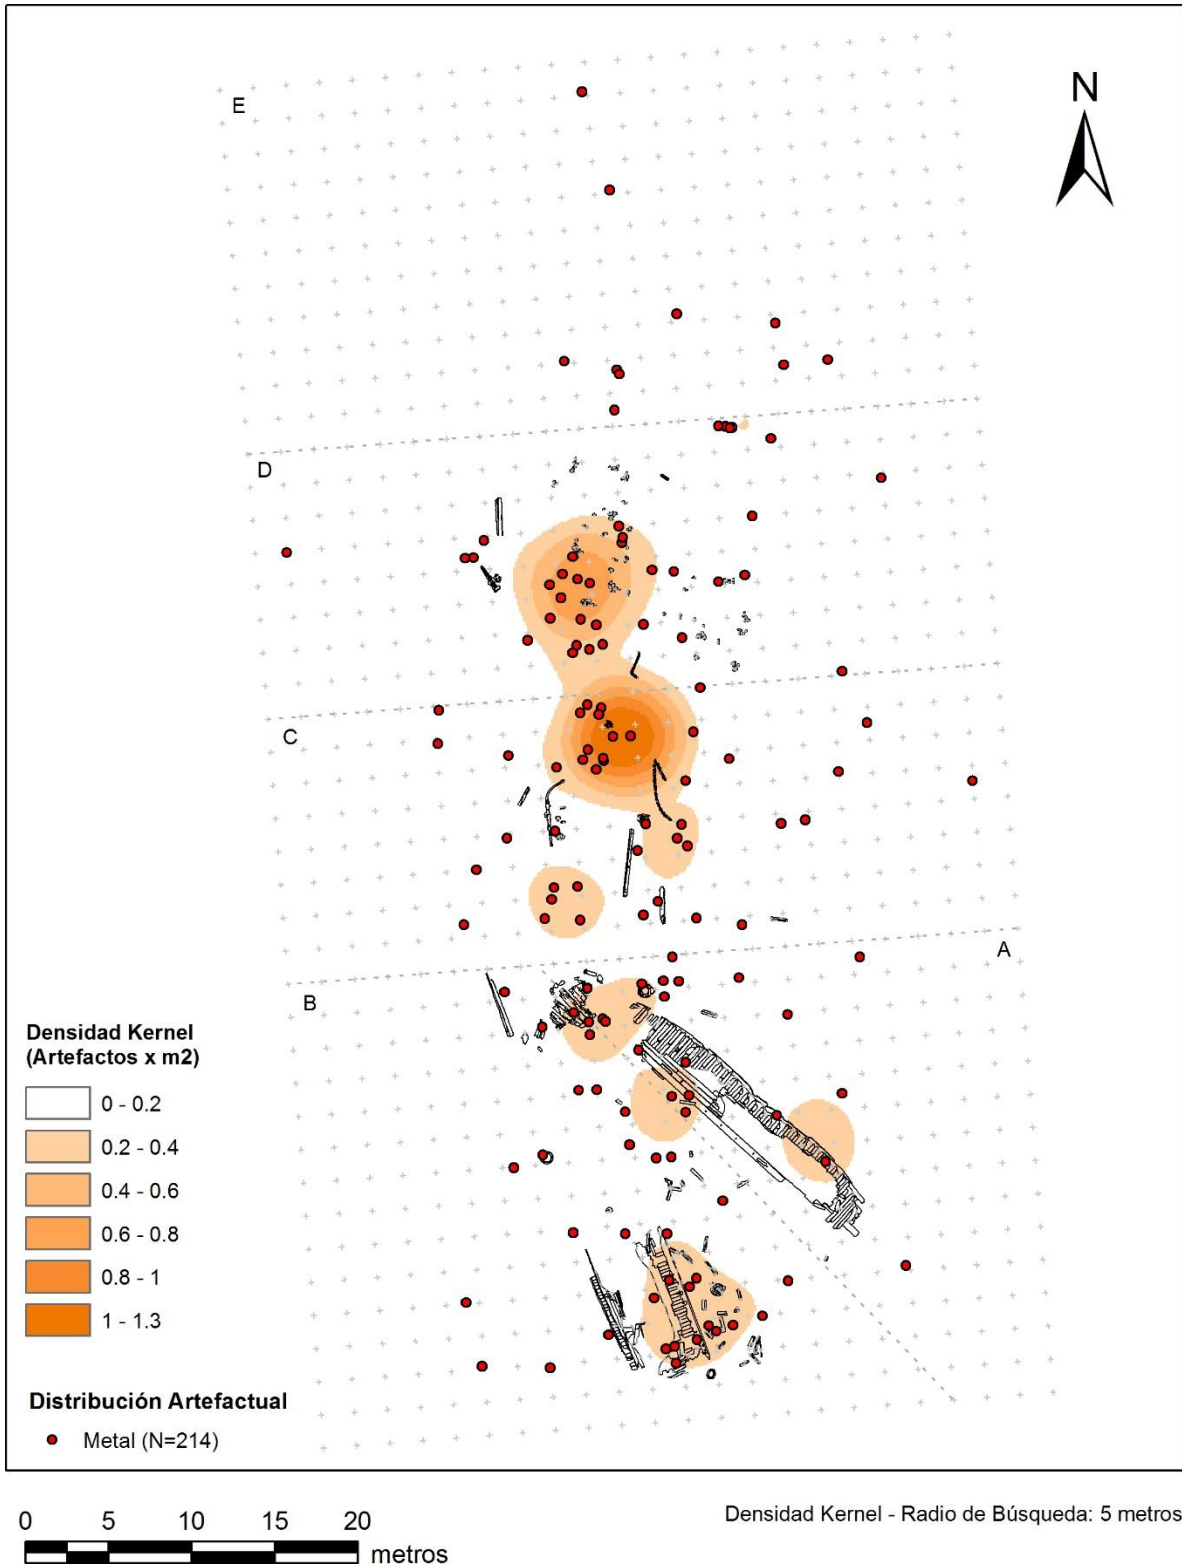 E
N
D
C
A
B
Densidad Kernel
(Artefactos x m2)
0 - 0.2
0.2 - 0.4
0.4 - 0.6
0.6 - 0.8
0.8 - 1
1 - 1.3
Distribución Artefactual
Metal (N=214)
Densidad Kernel - Radio de Búsqueda: 5 metros
0 5 10 15 20
metros